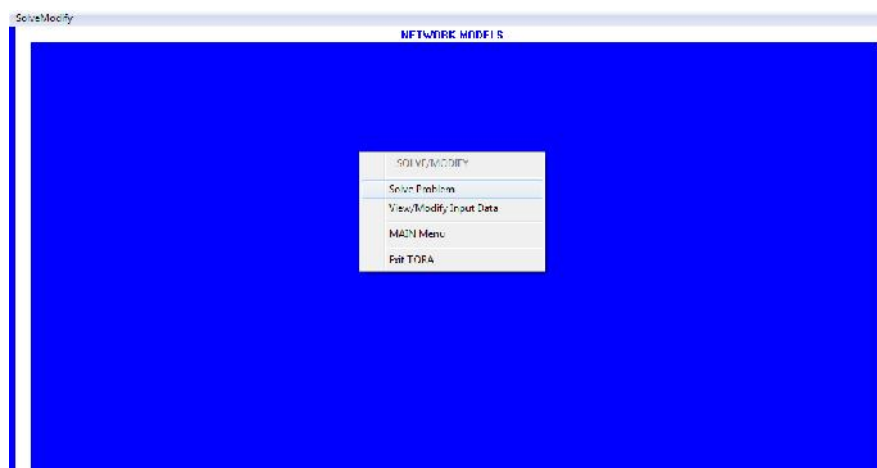 SolveModify
NETWORK MODELS
SOLVE/MODIFY
Solve Problem
View/Modify Input Data
MAIN Menu
Exit TORA